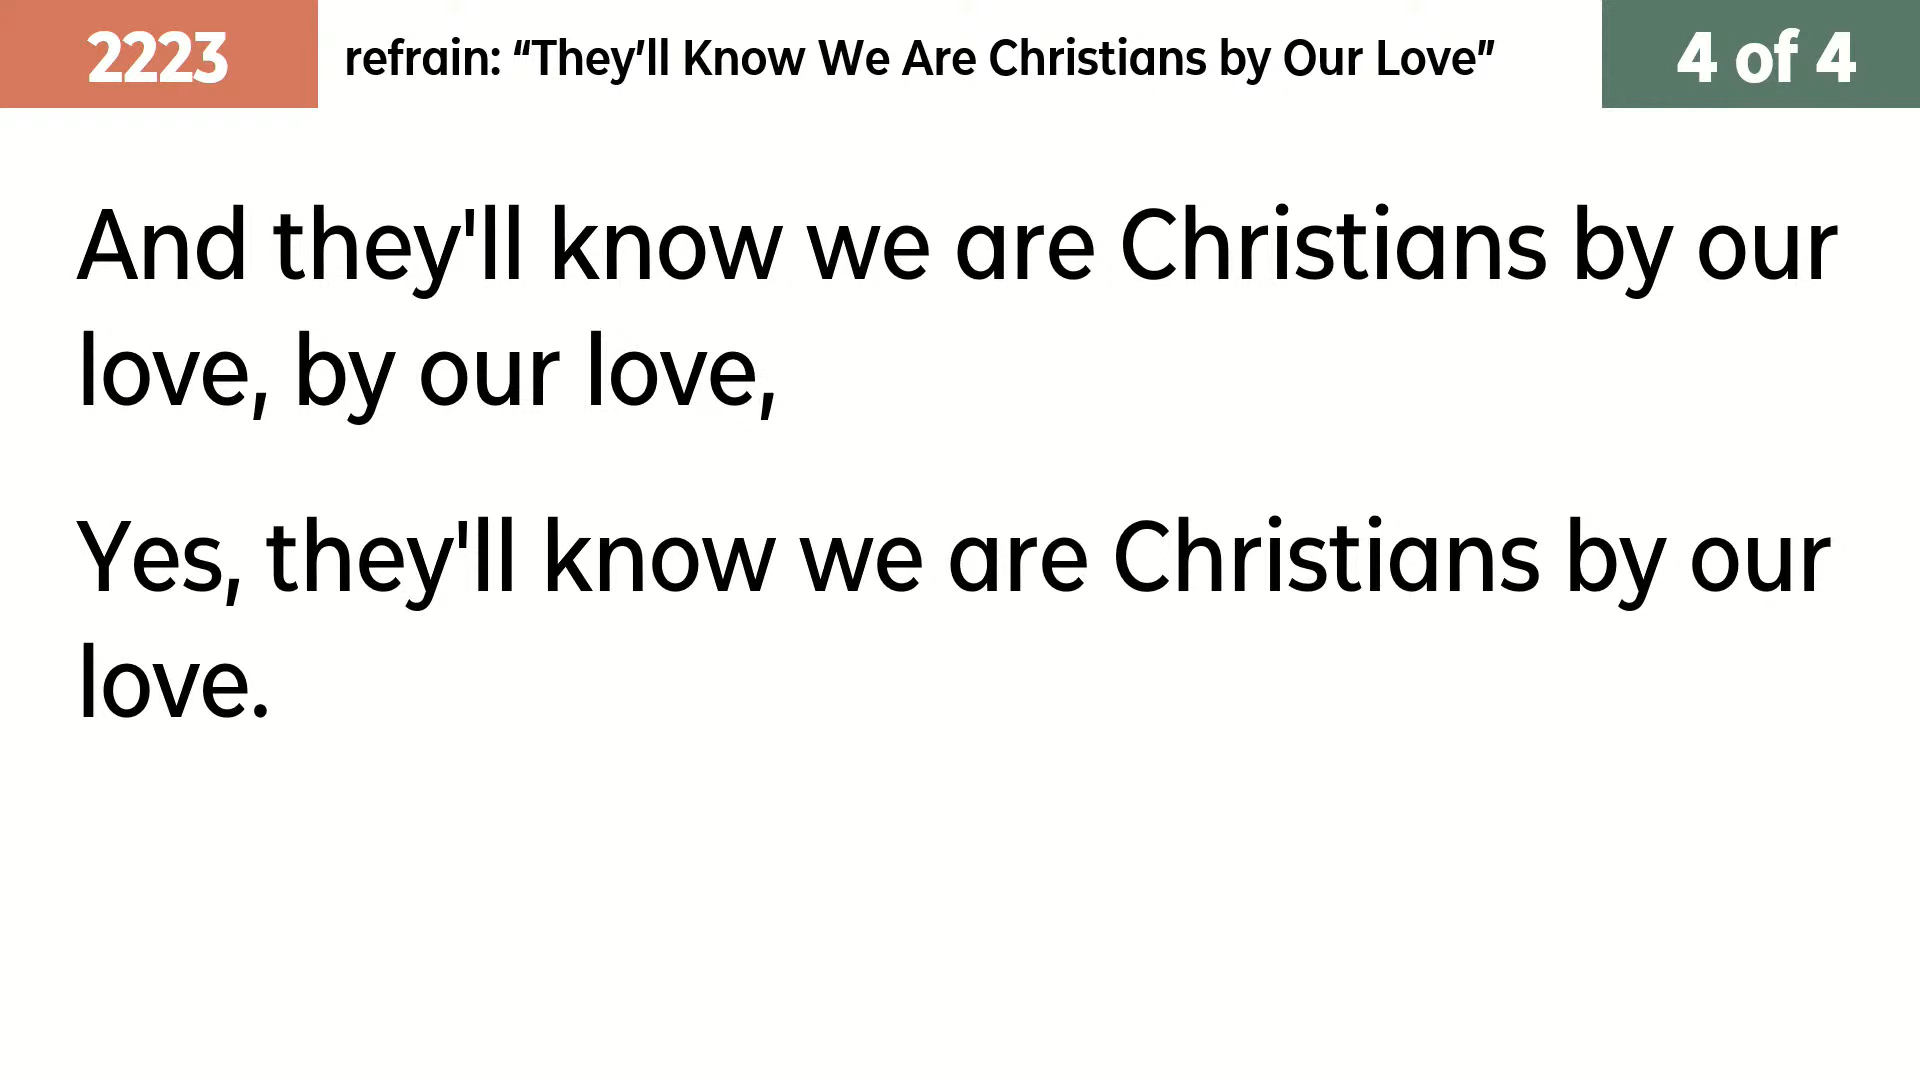 2223
refrain: “They’ll Know We Are Christians by Our Love”
4 of 4
And they'll know we are Christians by our
love, by our love,
Yes, they'll know we are Christians by our
love.